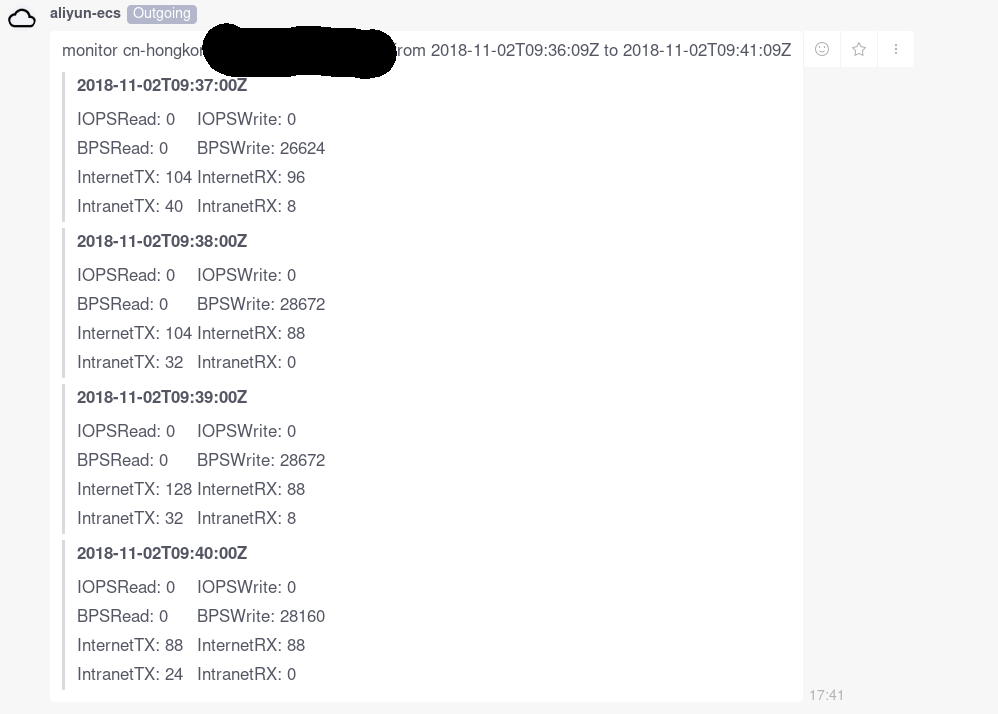 aliyun-ecs Outgoing
monitor from 2018-11-02T09:36:09Z to 2018-11-02T09:41:09Z
2018-11-02T09:37:00Z
IOPSRead: 0 IOPSWrite: 0
BPSRead: 0 BPSWrite: 26624
InternetTX: 104 InternetRX: 96
IntranetTX: 40 IntranetRX: 8
2018-11-02T09:38:00Z
IOPSRead: 0 IOPSWrite: 0
BPSRead: 0 BPSWrite: 28672
InternetTX: 104 InternetRX: 88
IntranetTX: 32 IntranetRX: 0
2018-11-02T09:39:00Z
IOPSRead: 0 IOPSWrite: 0
BPSRead: 0 BPSWrite: 28672
InternetTX: 128 InternetRX: 88
IntranetTX: 32 IntranetRX: 8
2018-11-02T09:40:00Z
IOPSRead: 0 IOPSWrite: 0
BPSRead: 0 BPSWrite: 28160
InternetTX: 88 InternetRX: 88
IntranetTX: 24 IntranetRX: 0
17:41